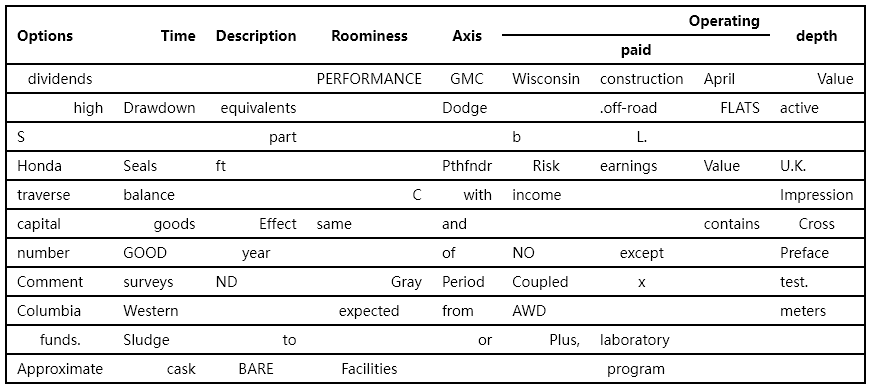 Options Time Description Roominess Axis Operating depth
paid
dividends PERFORMANCE GMC Wisconsin construction April Value
high Drawdown equivalents Dodge .off-road FLATS active
S part b L.
Honda Seals ft Pthfndr Risk earnings Value U.K.
traverse balance C with income Impression
capital goods Effect same and contains Cross
number GOOD year of NO except Preface
Comment surveys ND Gray Period Coupled x test.
Columbia Western expected from AWD meters
funds. Sludge to or Plus, laboratory
Approximate cask BARE Facilities program